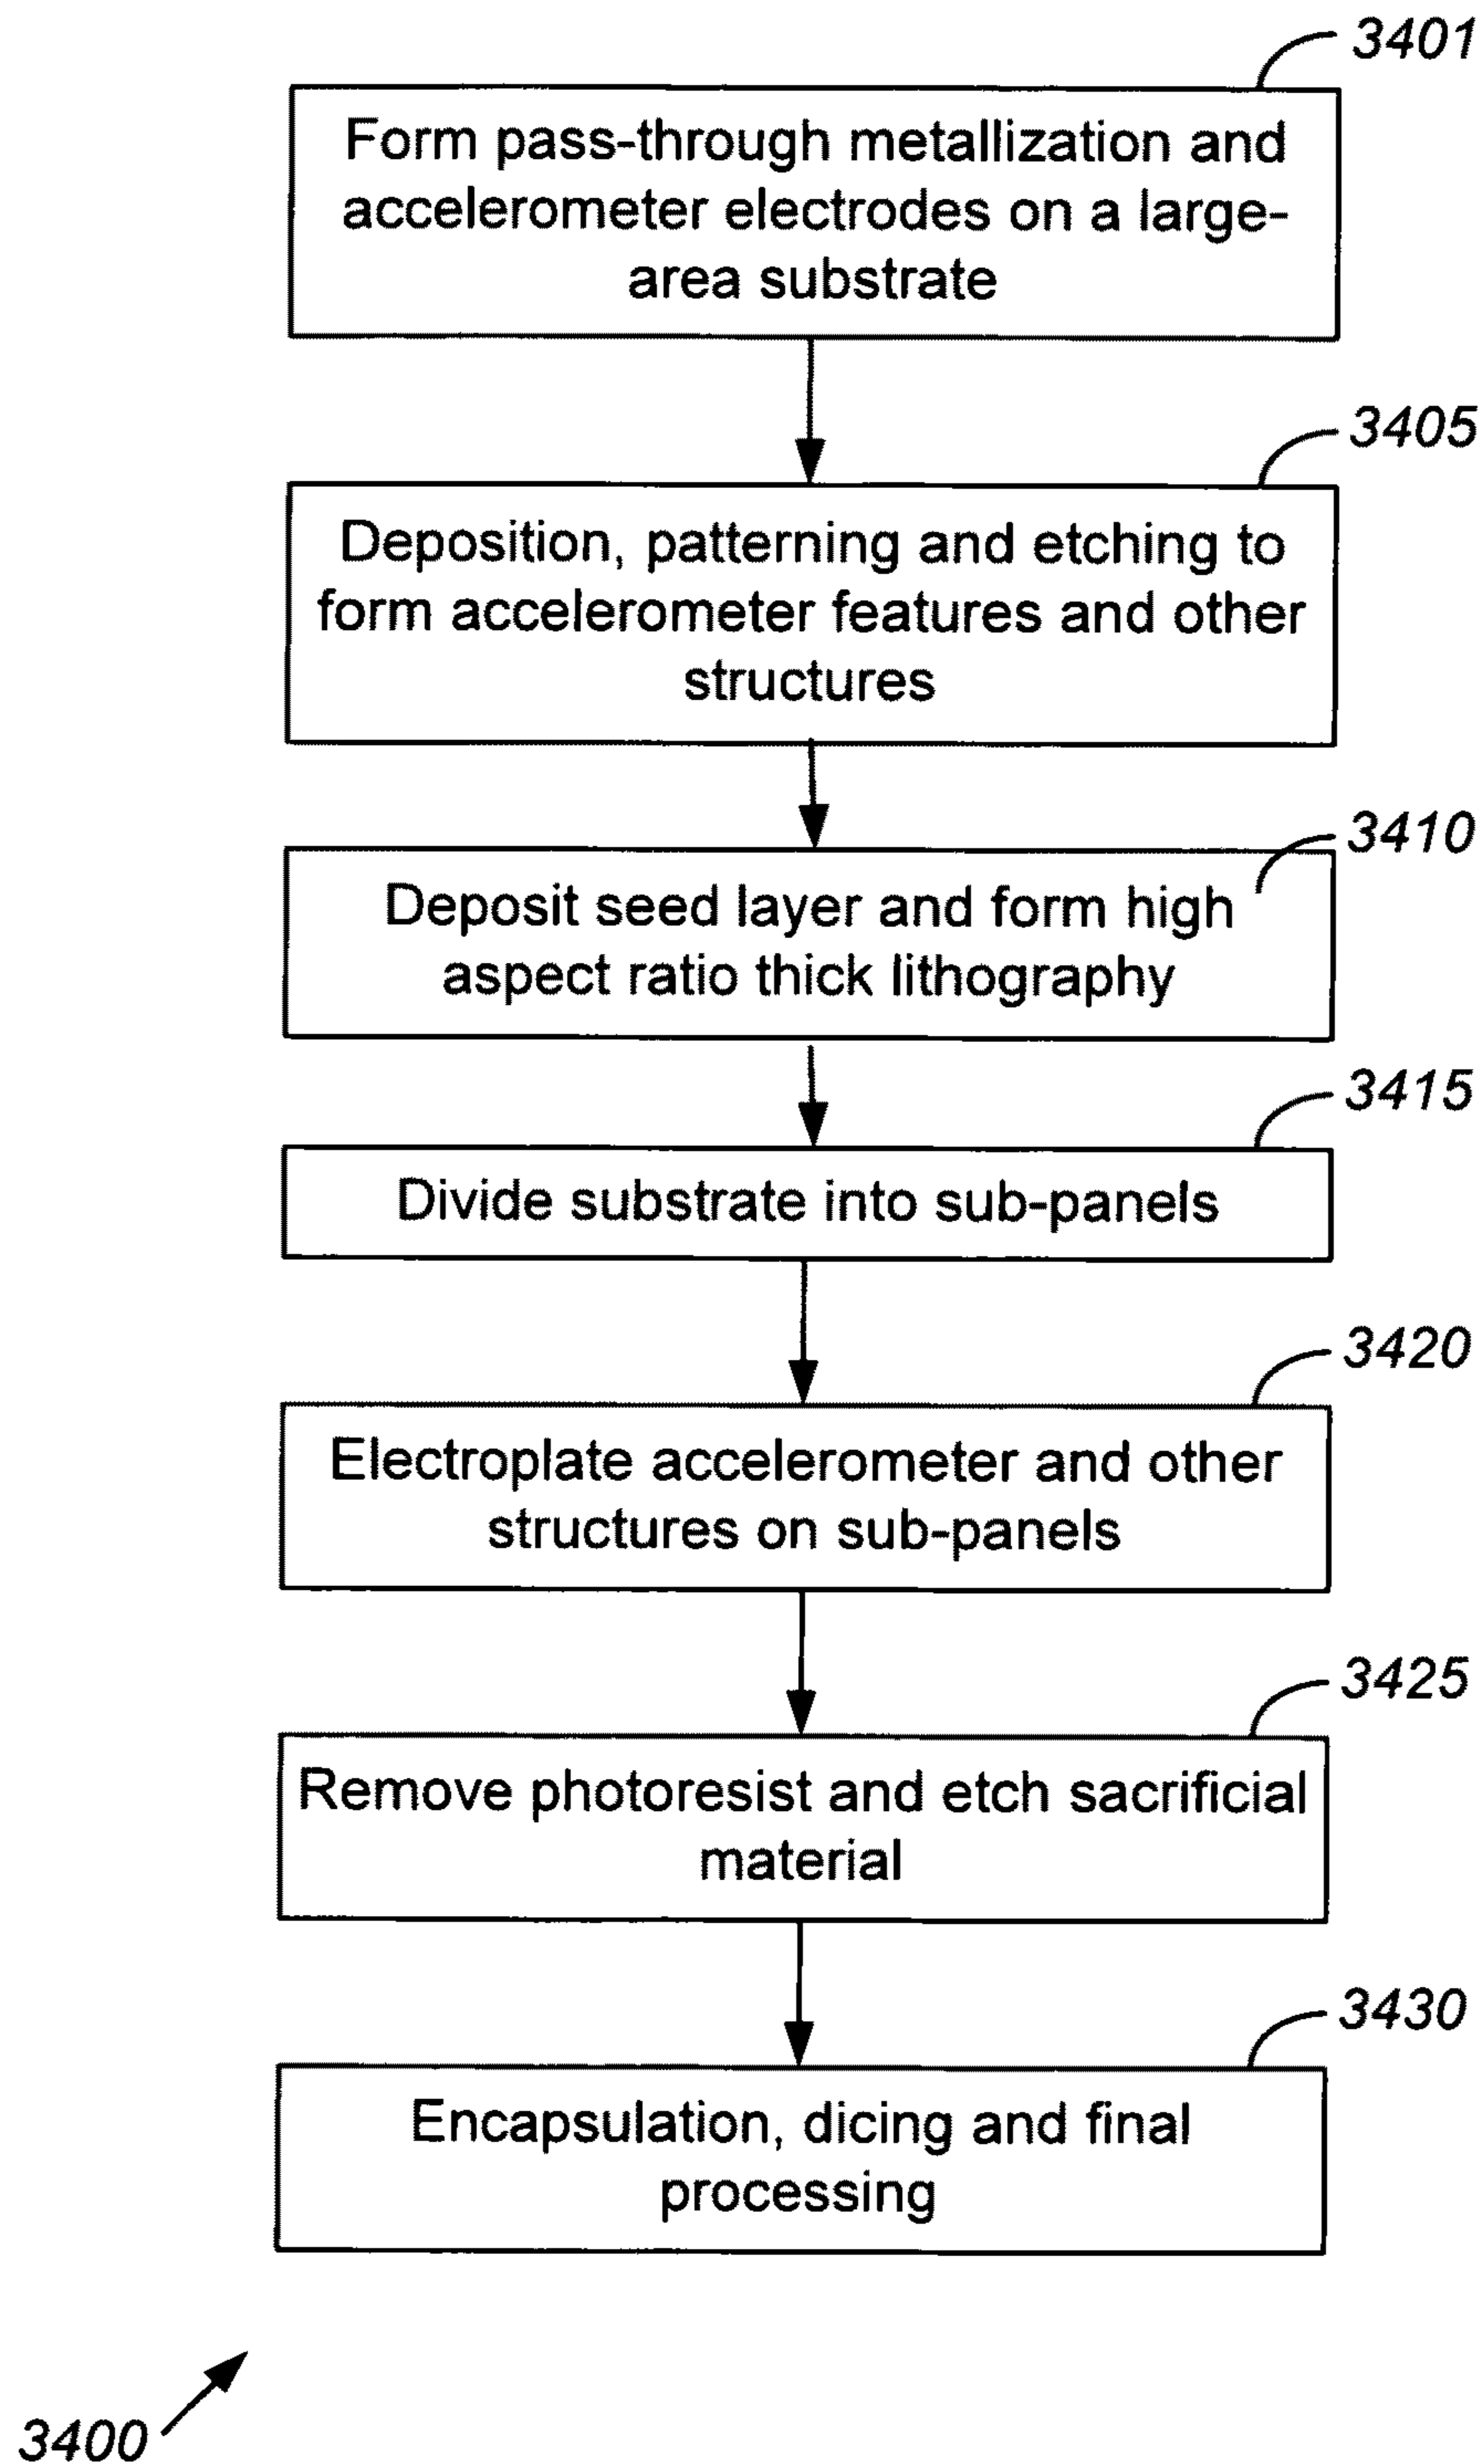 3401
Form pass-through metallization and
accelerometer electrodes on a large-
area substrate
3405
Deposition, patterning and etching to
form accelerometer features and other
structures
3410
Deposit seed layer and form high
aspect ratio thick lithography
3415
Divide substrate into sub-panels
3420
Electroplate accelerometer and other
structures on sub-panels
3425
Remove photoresist and etch sacrificial
material
3430
Encapsulation, dicing and final
processing
3400